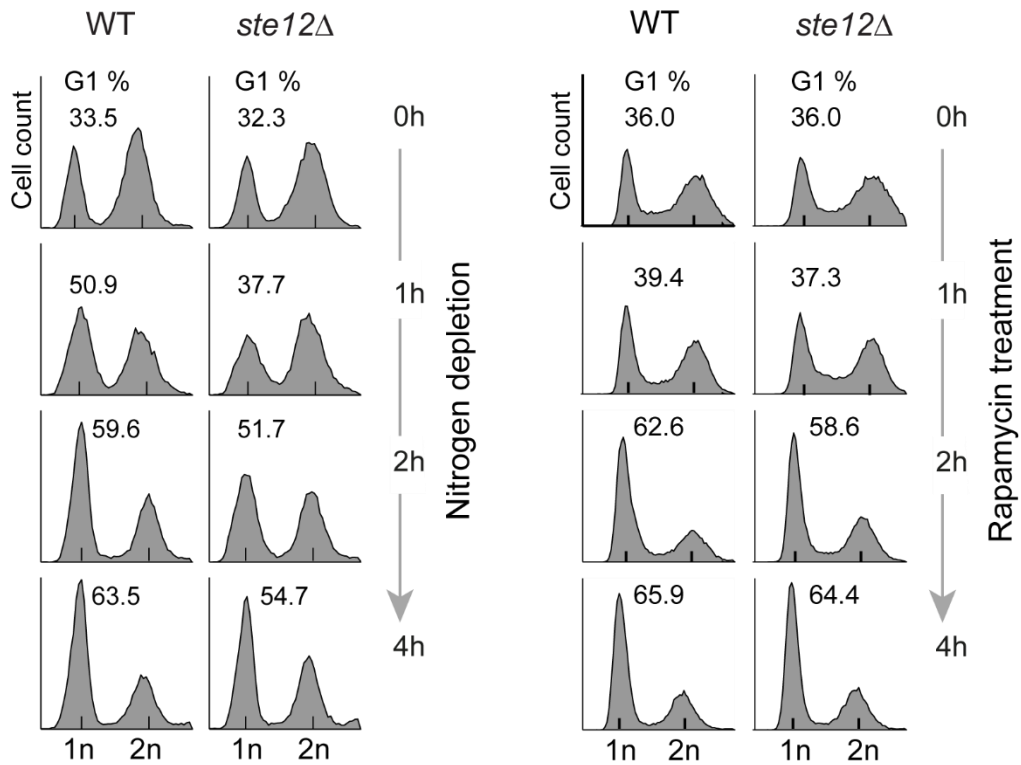 WT ste12Δ
G1 % G1 %
33.5 32.3
0h
Cell count
50.9 37.7
1h
59.6 51.7
2h
63.5 54.7
4h
1n 2n 1n 2n
Nitrogen depletion
WT ste12Δ
G1 % G1 %
36.0 36.0
0h
Cell count
39.4 37.3
1h
62.6 58.6
2h
65.9 64.4
4h
1n 2n 1n 2n
Rapamycin treatment